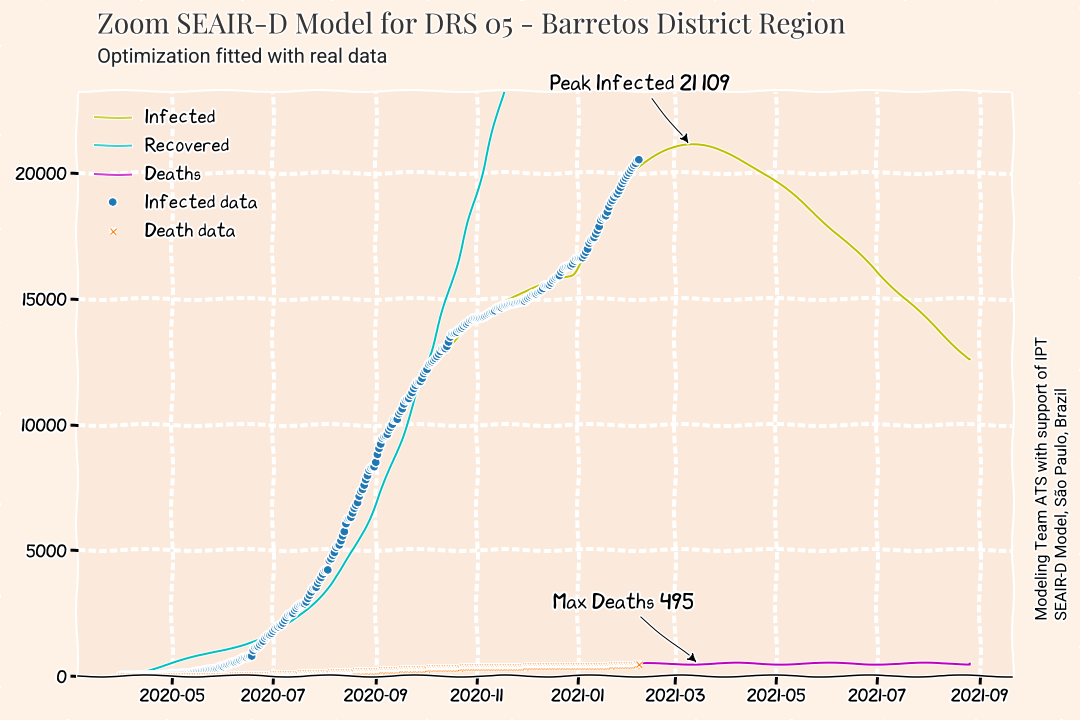 Zoom SEAIR-D Model for DRS 05 - Barretos District Region
Optimization fitted with real data
Peak Infected 21109
Infected
Recovered
Deaths
Infected data
Death data
20000
15000
10000
5000
0
Max Deaths 495
2020-05
2020-07
2020-09
2020-11
2021-01
2021-03
2021-05
2021-07
2021-09
Modeling Team ATS with support of IPT
SEAIR-D Model, São Paulo, Brazil